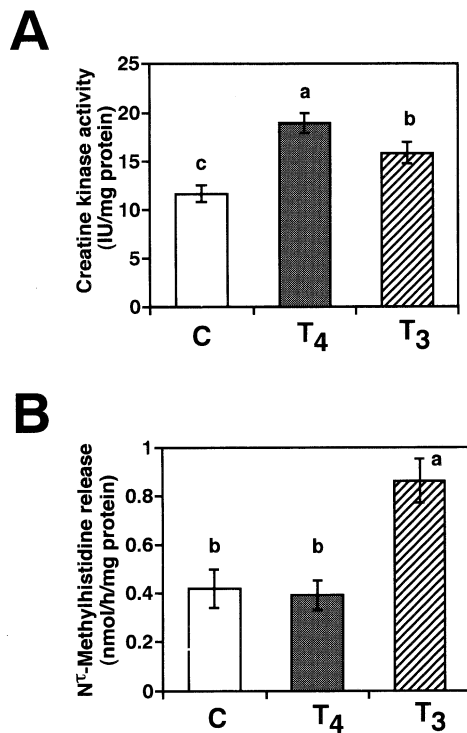 A
Creatine kinase activity
(IU/mg protein)
25
20
15
10
5
0
c
a
b
C
T4
T3
B
Nτ-Methylhistidine release
(nmol/h/mg protein)
1
0.8
0.6
0.4
0.2
0
b
b
a
C
T4
T3